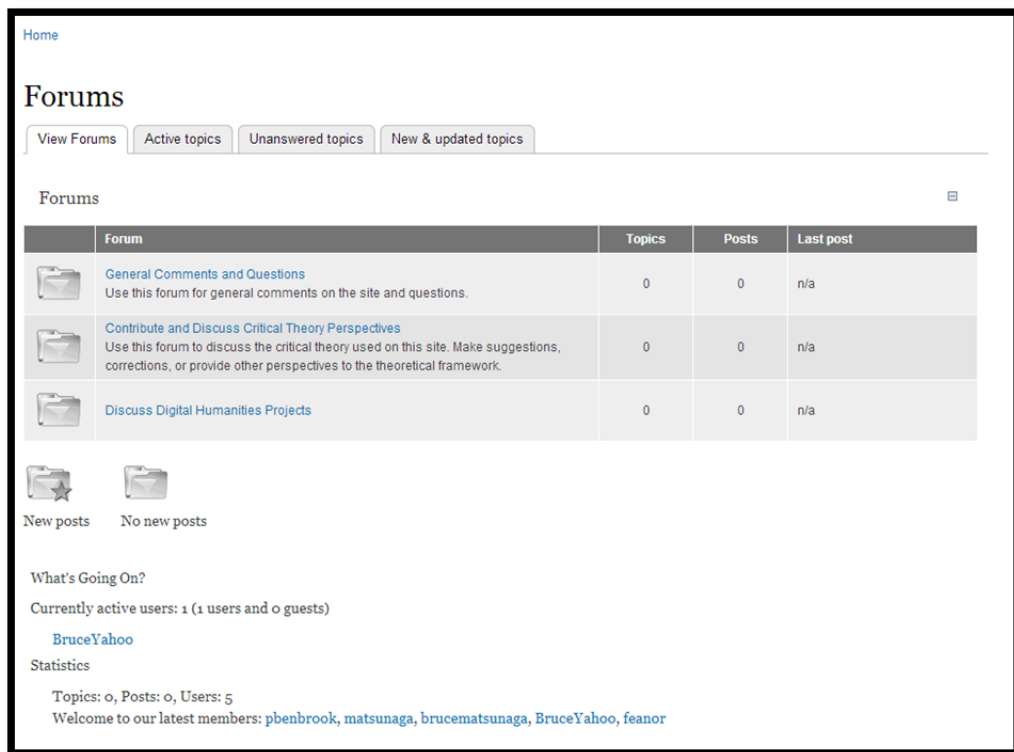 Home
Forums
View Forums Active topics Unanswered topics New & updated topics
Forums
Forum Topics Posts Last post
General Comments and Questions
Use this forum for general comments on the site and questions.
0 0 n/a
Contribute and Discuss Critical Theory Perspectives
Use this forum to discuss the critical theory used on this site. Make suggestions,
corrections, or provide other perspectives to the theoretical framework.
0 0 n/a
Discuss Digital Humanities Projects 0 0 n/a
New posts No new posts
What's Going On?
Currently active users: 1 (1 users and 0 guests)
BruceYahoo
Statistics
Topics: 0, Posts: 0, Users: 5
Welcome to our latest members: pbenbrook, matsunaga, brucematsunaga, BruceYahoo, feanor